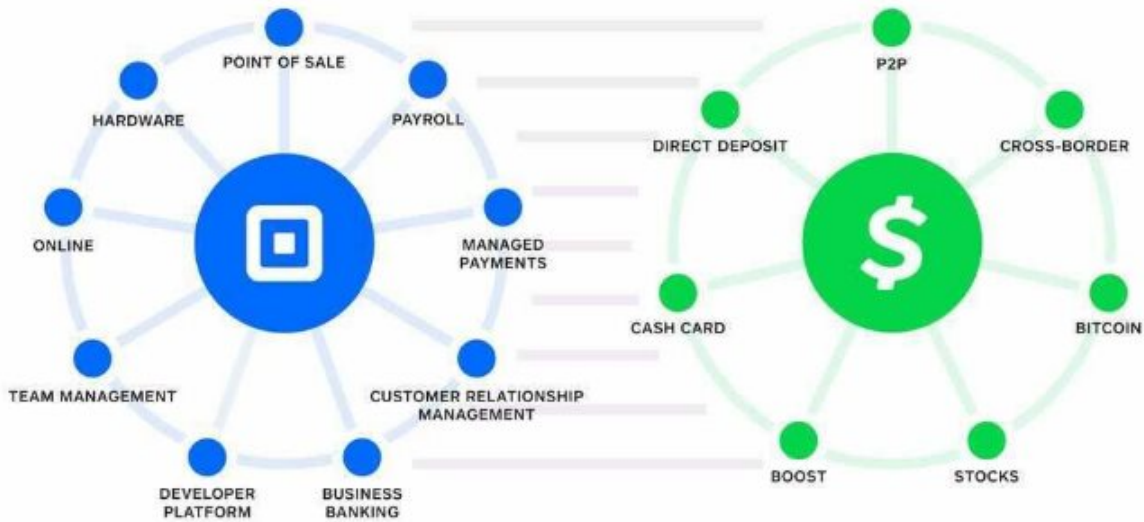 POINT OF SALE
HARDWARE
PAYROLL
ONLINE
MANAGED
PAYMENTS
TEAM MANAGEMENT
CUSTOMER RELATIONSHIP
MANAGEMENT
DEVELOPER
PLATFORM
BUSINESS
BANKING
$
P2P
DIRECT DEPOSIT
CROSS-BORDER
CASH CARD
BITCOIN
BOOST
STOCKS